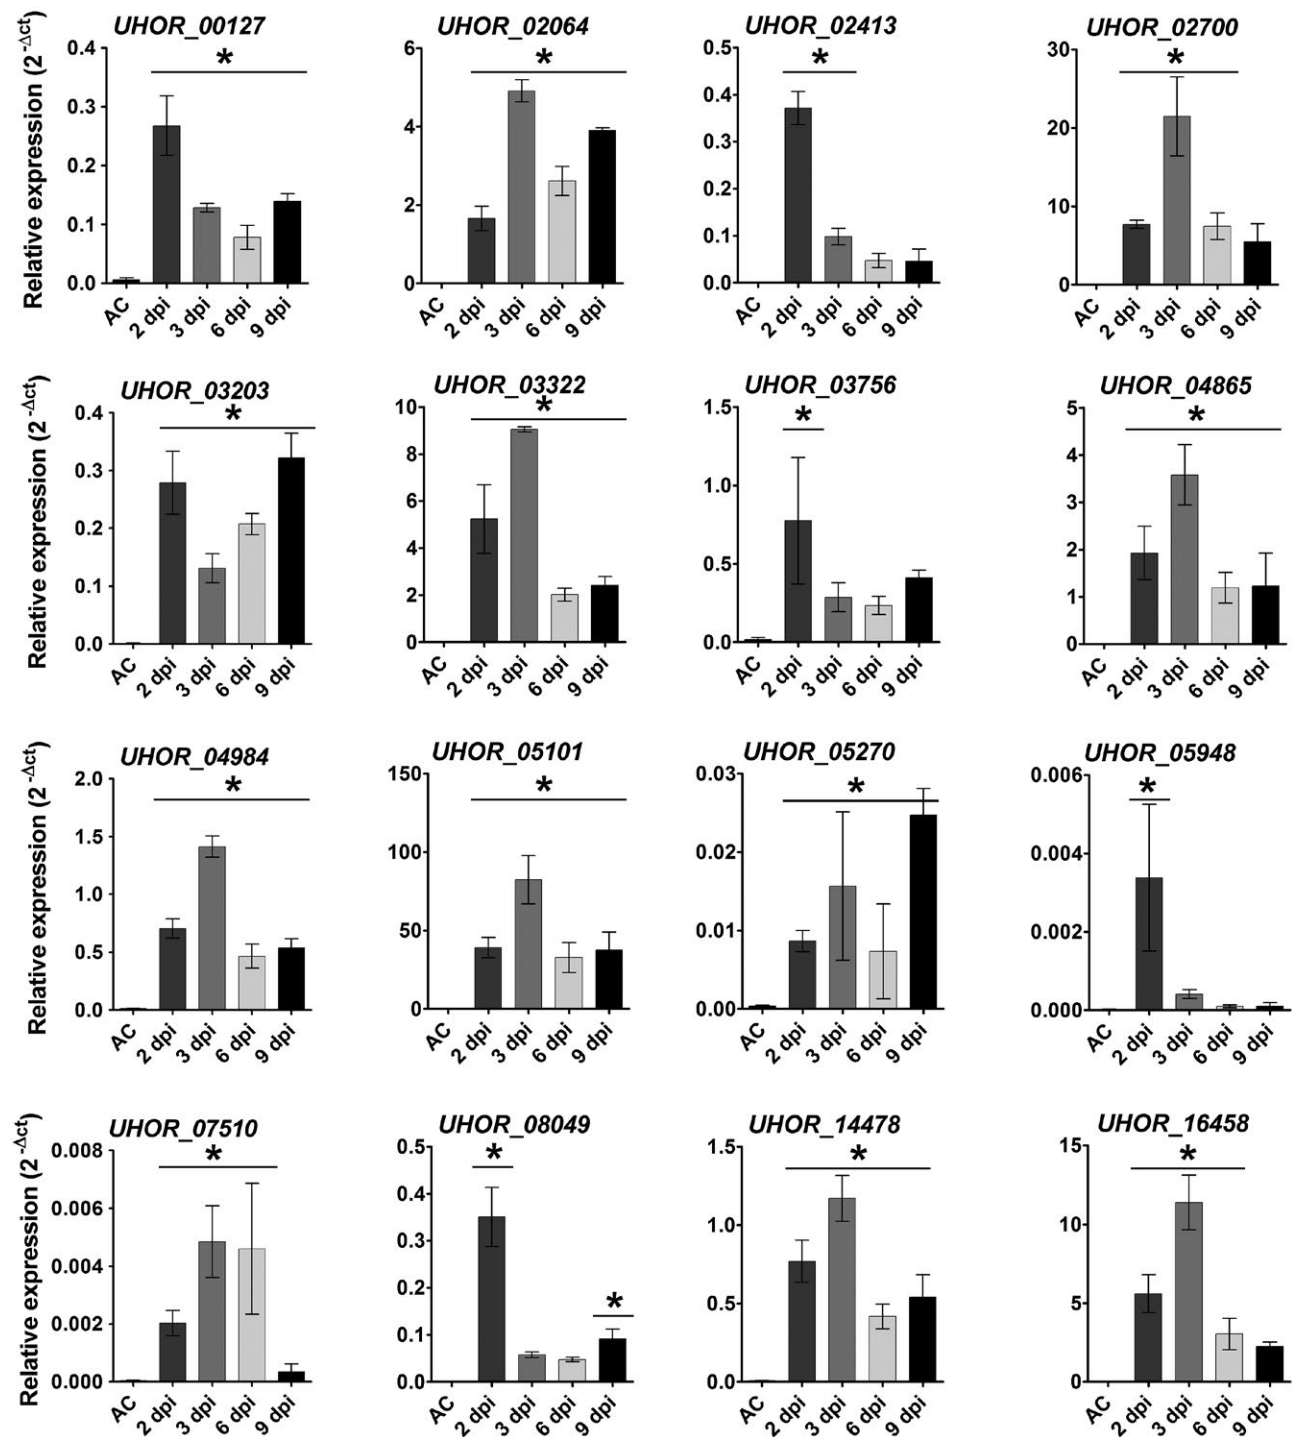 Relative expression (2^-Δct)
UHOR_00127
*
0.4
0.3
0.2
0.1
0.0
AC
2 dpi
3 dpi
6 dpi
9 dpi
UHOR_02064
*
6
4
2
0
AC
2 dpi
3 dpi
6 dpi
9 dpi
UHOR_02413
*
0.5
0.4
0.3
0.2
0.1
0.0
AC
2 dpi
3 dpi
6 dpi
9 dpi
UHOR_02700
*
30
20
10
0
AC
2 dpi
3 dpi
6 dpi
9 dpi
Relative expression (2^-Δct)
UHOR_03203
*
0.4
0.3
0.2
0.1
0.0
AC
2 dpi
3 dpi
6 dpi
9 dpi
UHOR_03322
*
10
8
6
4
2
0
AC
2 dpi
3 dpi
6 dpi
9 dpi
UHOR_03756
*
1.5
1.0
0.5
0.0
AC
2 dpi
3 dpi
6 dpi
9 dpi
UHOR_04865
*
5
4
3
2
1
0
AC
2 dpi
3 dpi
6 dpi
9 dpi
Relative expression (2^-Δct)
UHOR_04984
*
2.0
1.5
1.0
0.5
0.0
AC
2 dpi
3 dpi
6 dpi
9 dpi
UHOR_05101
*
150
100
50
0
AC
2 dpi
3 dpi
6 dpi
9 dpi
UHOR_05270
*
0.03
0.02
0.01
0.00
AC
2 dpi
3 dpi
6 dpi
9 dpi
UHOR_05948
*
0.006
0.004
0.002
0.000
AC
2 dpi
3 dpi
6 dpi
9 dpi
Relative expression (2^-Δct)
UHOR_07510
*
0.008
0.006
0.004
0.002
0.000
AC
2 dpi
3 dpi
6 dpi
9 dpi
UHOR_08049
*
*
0.5
0.4
0.3
0.2
0.1
0.0
AC
2 dpi
3 dpi
6 dpi
9 dpi
UHOR_14478
*
1.5
1.0
0.5
0.0
AC
2 dpi
3 dpi
6 dpi
9 dpi
UHOR_16458
*
15
10
5
0
AC
2 dpi
3 dpi
6 dpi
9 dpi